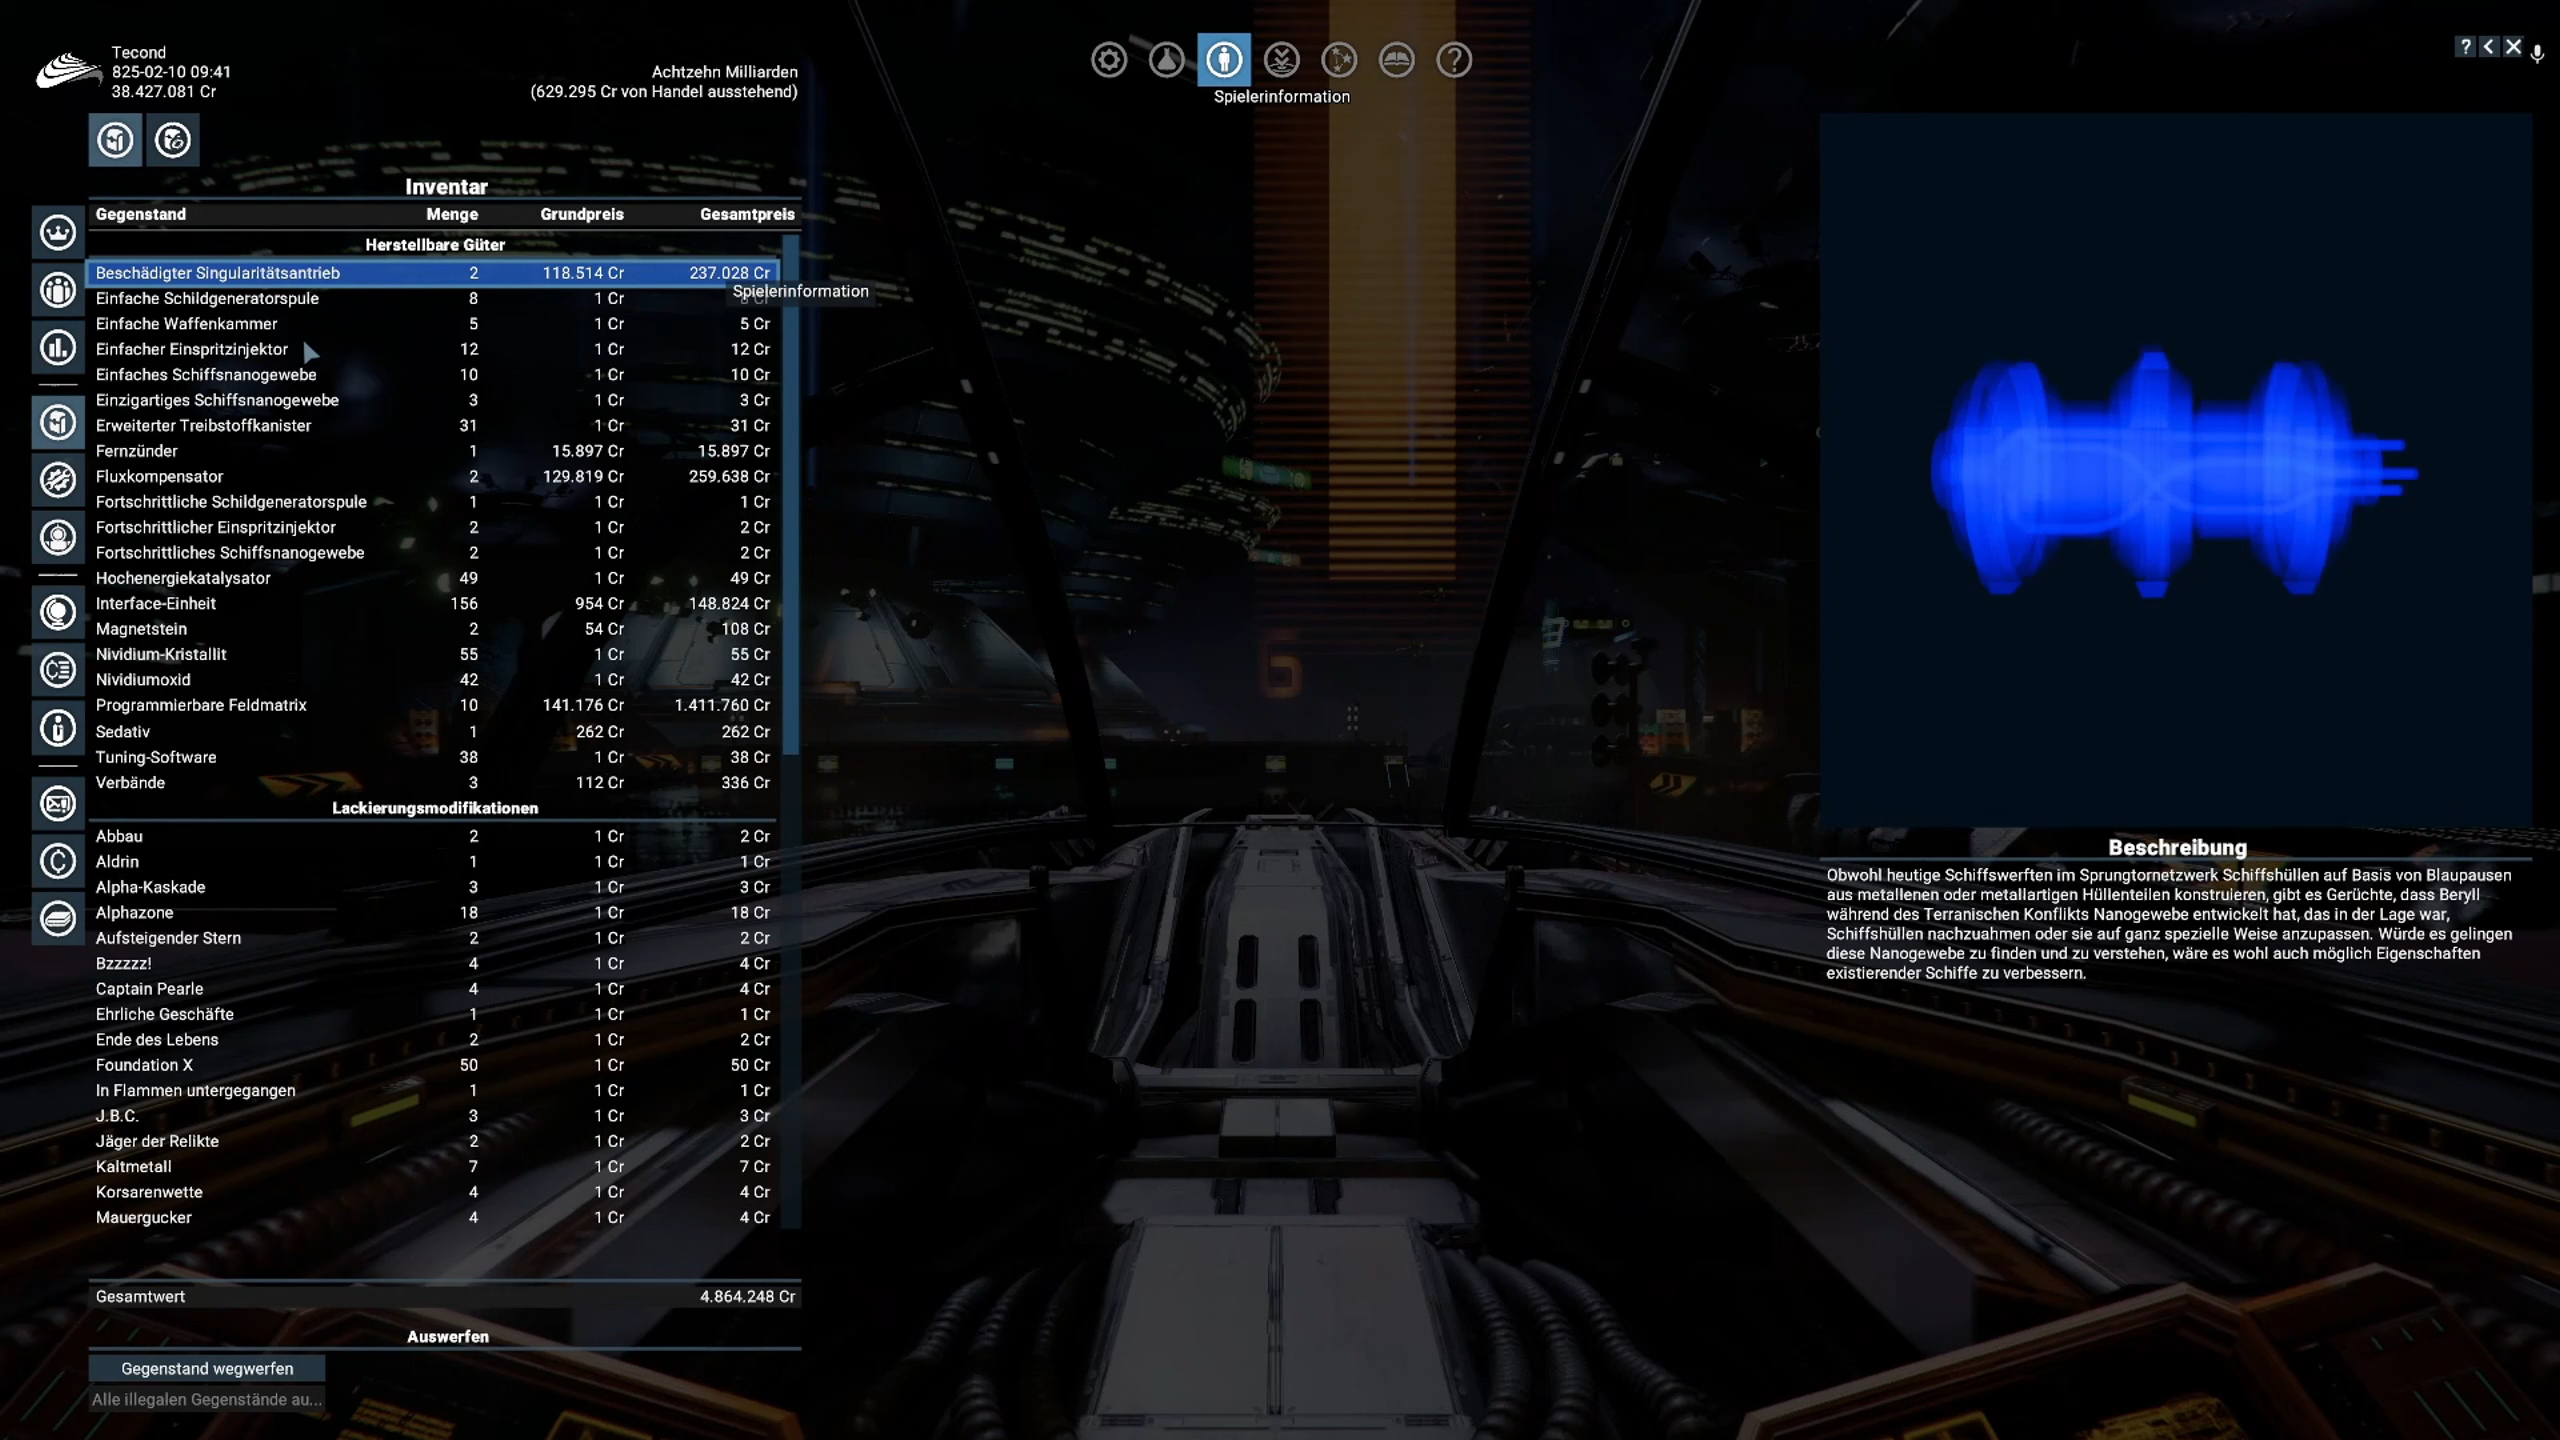 Tecond
825-02-10 09:41
38.427.081 Cr
Achtzehn Milliarden
(629.295 Cr von Handel ausstehend)
Spielerinformation
? < X
Inventar
Gegenstand Menge Grundpreis Gesamtpreis
Herstellbare Güter
Beschädigter Singularitätsantrieb 2 118.514 Cr 237.028 Cr
Spielerinformation
Einfache Schildgeneratorspule 8 1 Cr
Einfache Waffenkammer 5 1 Cr 5 Cr
Einfacher Einspritzinjektor 12 1 Cr 12 Cr
Einfaches Schiffsnanogewebe 10 1 Cr 10 Cr
Einzigartiges Schiffsnanogewebe 3 1 Cr 3 Cr
Erweiterter Treibstoffkanister 31 1 Cr 31 Cr
Fernzünder 1 15.897 Cr 15.897 Cr
Fluxkompensator 2 129.819 Cr 259.638 Cr
Fortschrittliche Schildgeneratorspule 1 1 Cr 1 Cr
Fortschrittlicher Einspritzinjektor 2 1 Cr 2 Cr
Fortschrittliches Schiffsnanogewebe 2 1 Cr 2 Cr
Hochenergiekatalysator 49 1 Cr 49 Cr
Interface-Einheit 156 954 Cr 148.824 Cr
Magnetstein 2 54 Cr 108 Cr
Nividium-Kristallit 55 1 Cr 55 Cr
Nividiumoxid 42 1 Cr 42 Cr
Programmierbare Feldmatrix 10 141.176 Cr 1.411.760 Cr
Sedativ 1 262 Cr 262 Cr
Tuning-Software 38 1 Cr 38 Cr
Verbände 3 112 Cr 336 Cr
Lackierungsmodifikationen
Abbau 2 1 Cr 2 Cr
Aldrin 1 1 Cr 1 Cr
Alpha-Kaskade 3 1 Cr 3 Cr
Alphazone 18 1 Cr 18 Cr
Aufsteigender Stern 2 1 Cr 2 Cr
Bzzzzz! 4 1 Cr 4 Cr
Captain Pearle 4 1 Cr 4 Cr
Ehrliche Geschäfte 1 1 Cr 1 Cr
Ende des Lebens 2 1 Cr 2 Cr
Foundation X 50 1 Cr 50 Cr
In Flammen untergegangen 1 1 Cr 1 Cr
J.B.C. 3 1 Cr 3 Cr
Jäger der Relikte 2 1 Cr 2 Cr
Kaltmetall 7 1 Cr 7 Cr
Korsarenwette 4 1 Cr 4 Cr
Mauergucker 4 1 Cr 4 Cr
Gesamtwert 4.864.248 Cr
Auswerfen
Gegenstand wegwerfen
Alle illegalen Gegenstände au...
6
Beschreibung
Obwohl heutige Schiffswerften im Sprungtornetzwerk Schiffshüllen auf Basis von Blaupausen
aus metallenen oder metallartigen Hüllenteilen konstruieren, gibt es Gerüchte, dass Beryll
während des Terranischen Konflikts Nanogewebe entwickelt hat, das in der Lage war,
Schiffshüllen nachzuahmen oder sie auf ganz spezielle Weise anzupassen. Würde es gelingen
diese Nanogewebe zu finden und zu verstehen, wäre es wohl auch möglich Eigenschaften
existierender Schiffe zu verbessern.